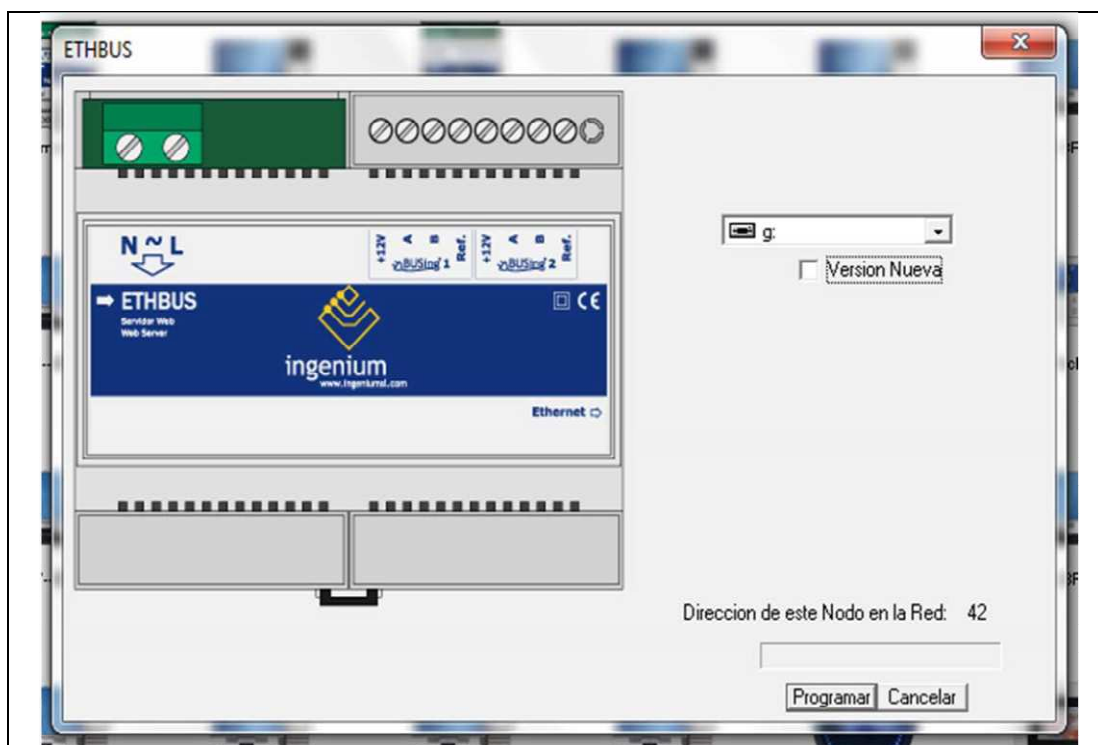 ETHBUS
N ~ L
+12V A B Ref. +12V A B Ref.
BUSing 1 BUSing 2
ETHBUS
Servidor Web
Web Server
CE
ingenium
www.ingeniumsl.com
Ethernet
g:
Version Nueva
Direccion de este Nodo en la Red: 42
Programar Cancelar